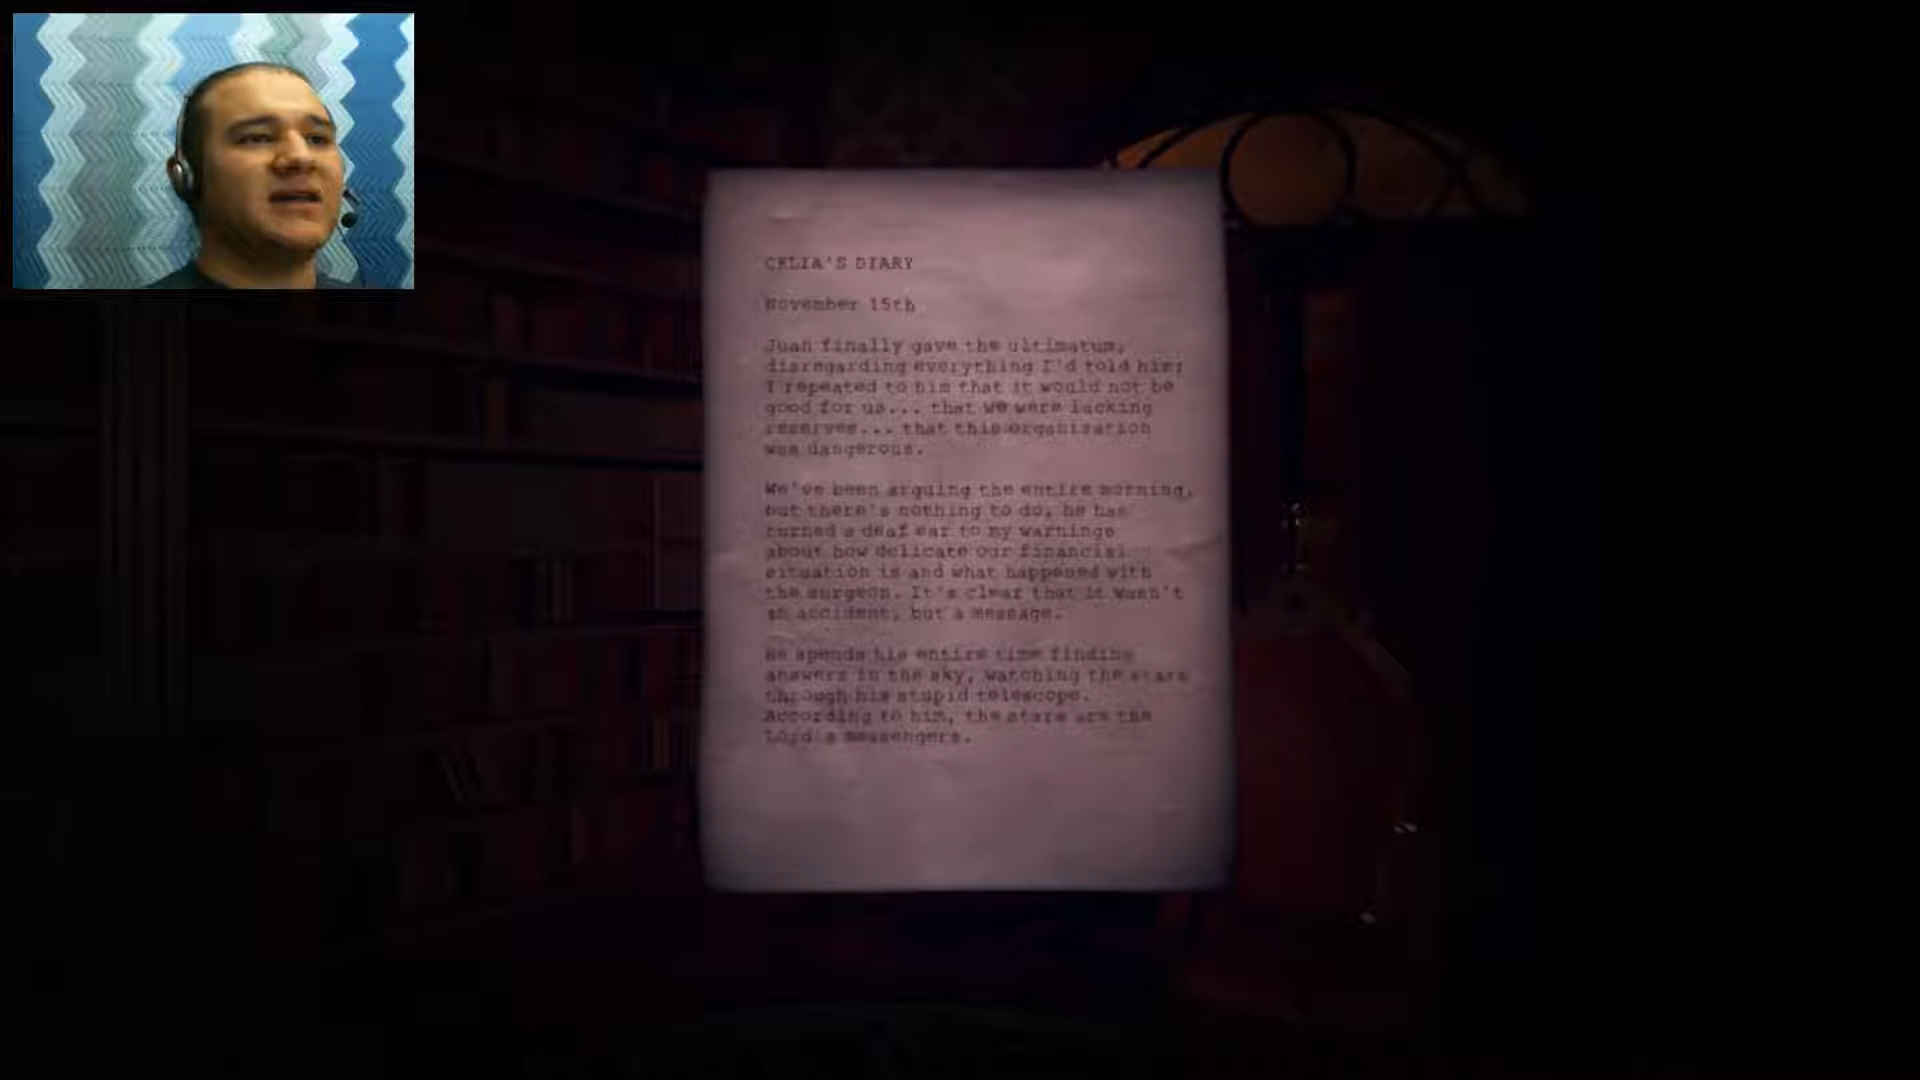 CELIA'S DIARY
November 15th
Juan finally gave the ultimatum,
disregarding everything I'd told him;
I repeated to him that it would not be
good for us... that we were lacking
reserves... that this organization
was dangerous.
We've been arguing the entire morning,
but there's nothing to do, he has
turned a deaf ear to my warnings
about how delicate our financial
situation is and what happened with
the surgeon. It's clear that it wasn't
an accident, but a message.
He spends his entire time finding
answers in the sky, watching the stars
through his stupid telescope.
According to him, the stars are the
Lord's messengers.